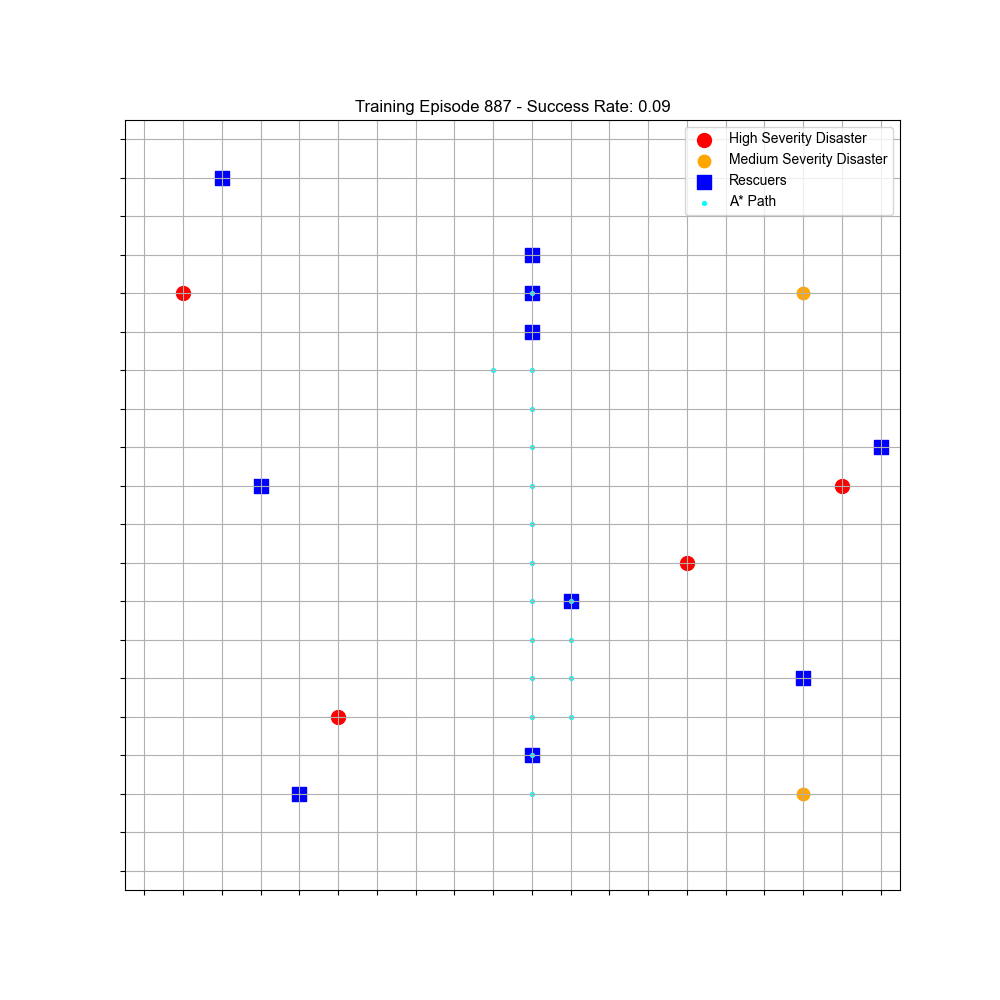 Training Episode 887 - Success Rate: 0.09
High Severity Disaster
Medium Severity Disaster
Rescuers
A* Path